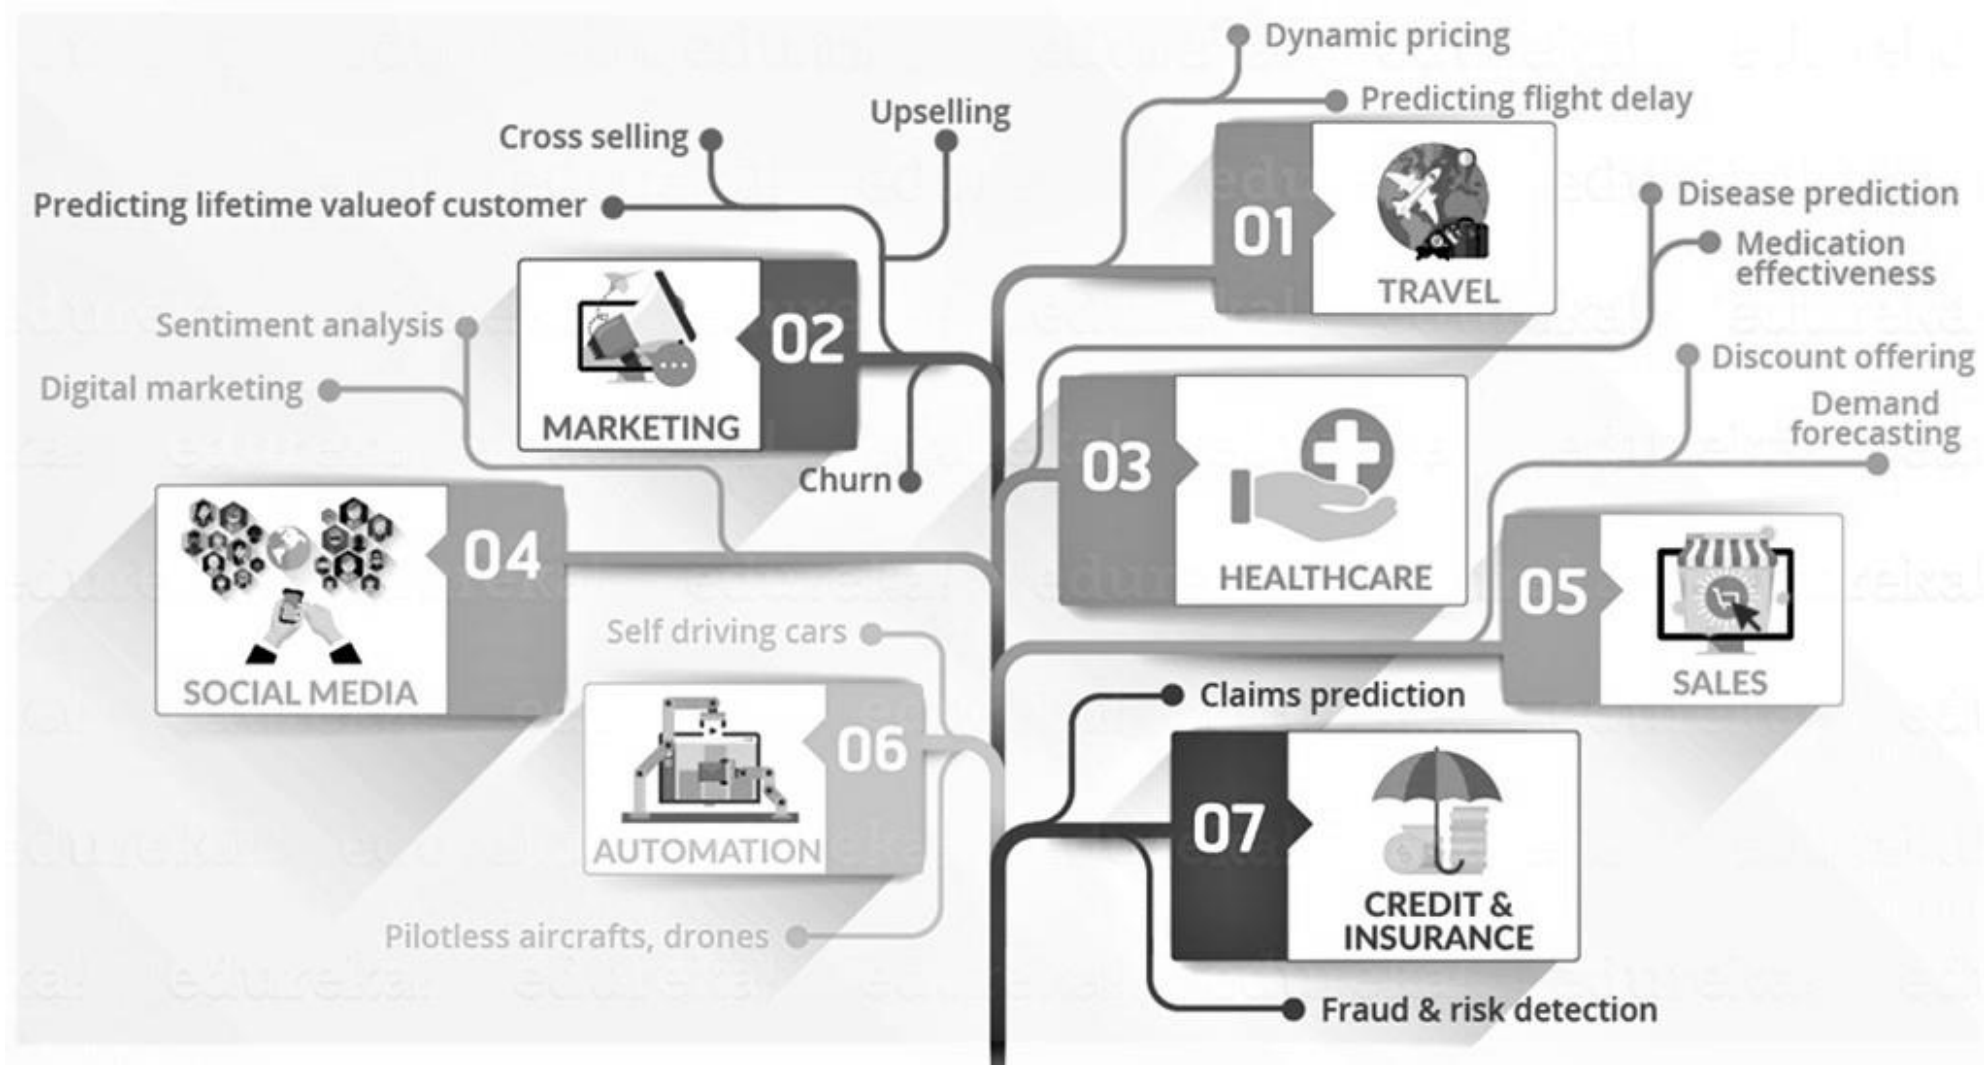 Dynamic pricing
Predicting flight delay
01
TRAVEL
Upselling
Cross selling
Predicting lifetime valueof customer
02
MARKETING
Churn
Disease prediction
Medication
effectiveness
03
HEALTHCARE
Sentiment analysis
Digital marketing
04
SOCIAL MEDIA
Discount offering
Demand
forecasting
05
SALES
Self driving cars
06
AUTOMATION
Pilotless aircrafts, drones
Claims prediction
07
CREDIT &
INSURANCE
Fraud & risk detection